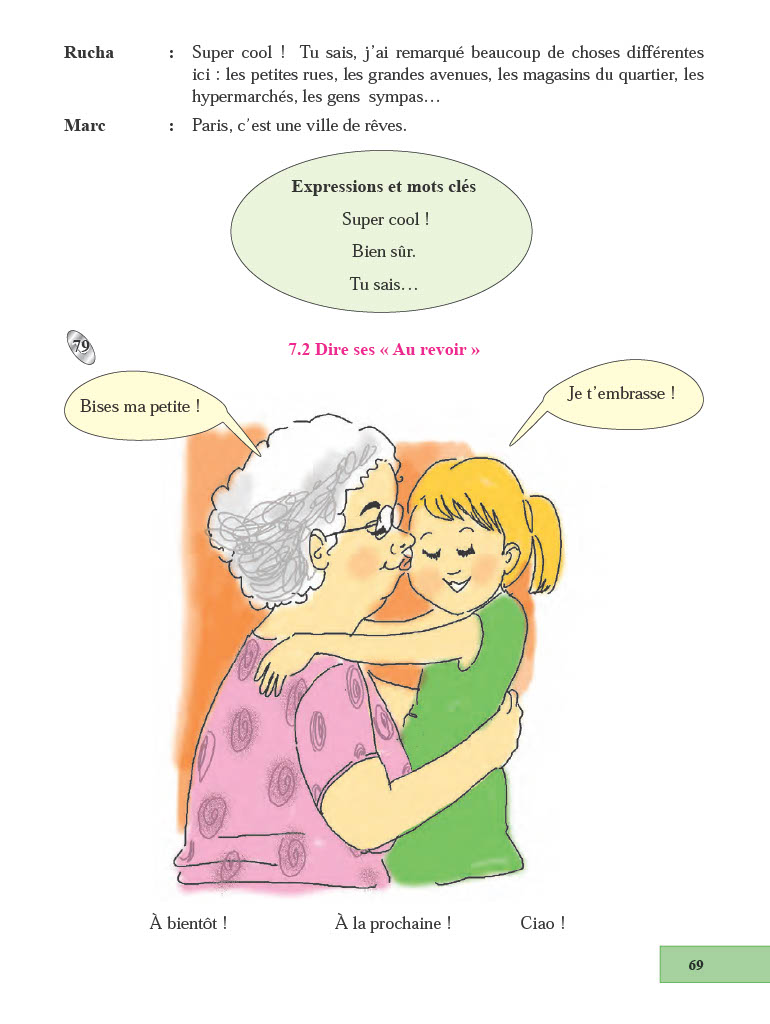 Rucha : Super cool ! Tu sais, j'ai remarqué beaucoup de choses différentes
ici : les petites rues, les grandes avenues, les magasins du quartier, les
hypermarchés, les gens sympas…
Marc : Paris, c'est une ville de rêves.
Expressions et mots clés
Super cool !
Bien sûr.
Tu sais…
79
7.2 Dire ses « Au revoir »
Bises ma petite !
Je t'embrasse !
À bientôt ! À la prochaine ! Ciao !
69